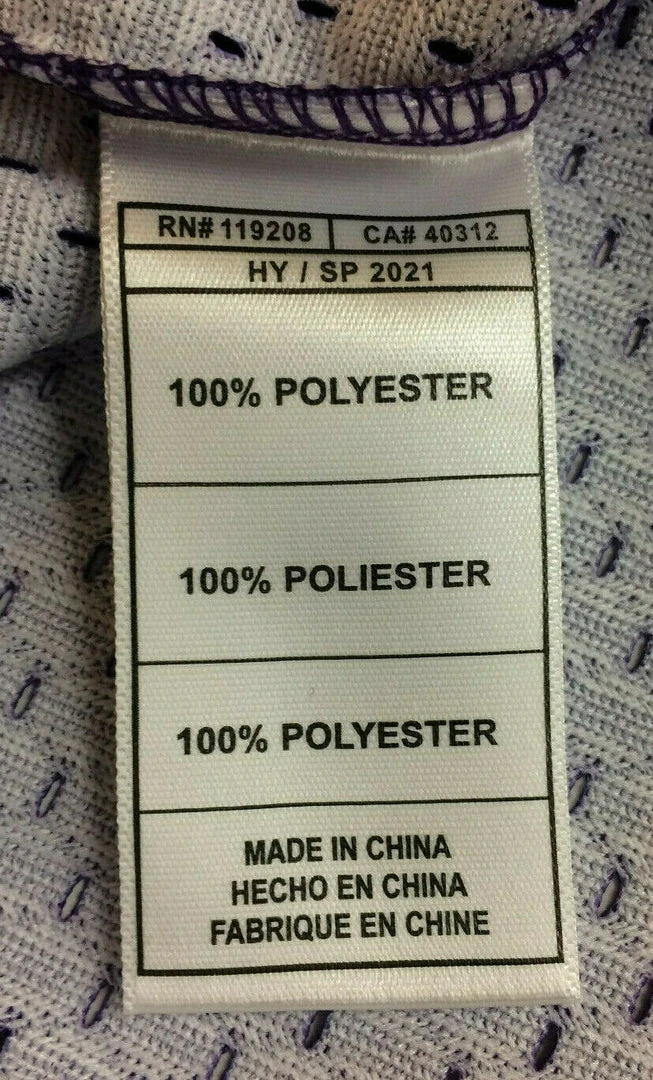 RN# 119208 CA# 40312
HY / SP 2021
100% POLYESTER
100% POLIESTER
100% POLYESTER
MADE IN CHINA
HECHO EN CHINA
FABRIQUE EN CHINE